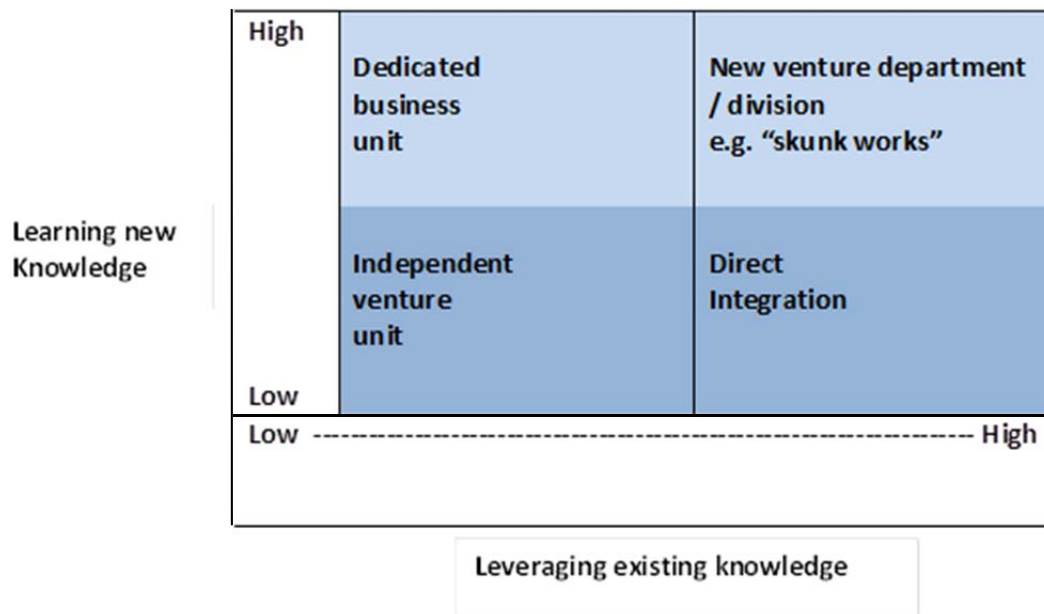 High
Dedicated
business
unit
New venture department
/ division
e.g. “skunk works”
Learning new
Knowledge
Independent
venture
unit
Direct
Integration
Low
Low ---------------------------------------------------------------------- High
Leveraging existing knowledge